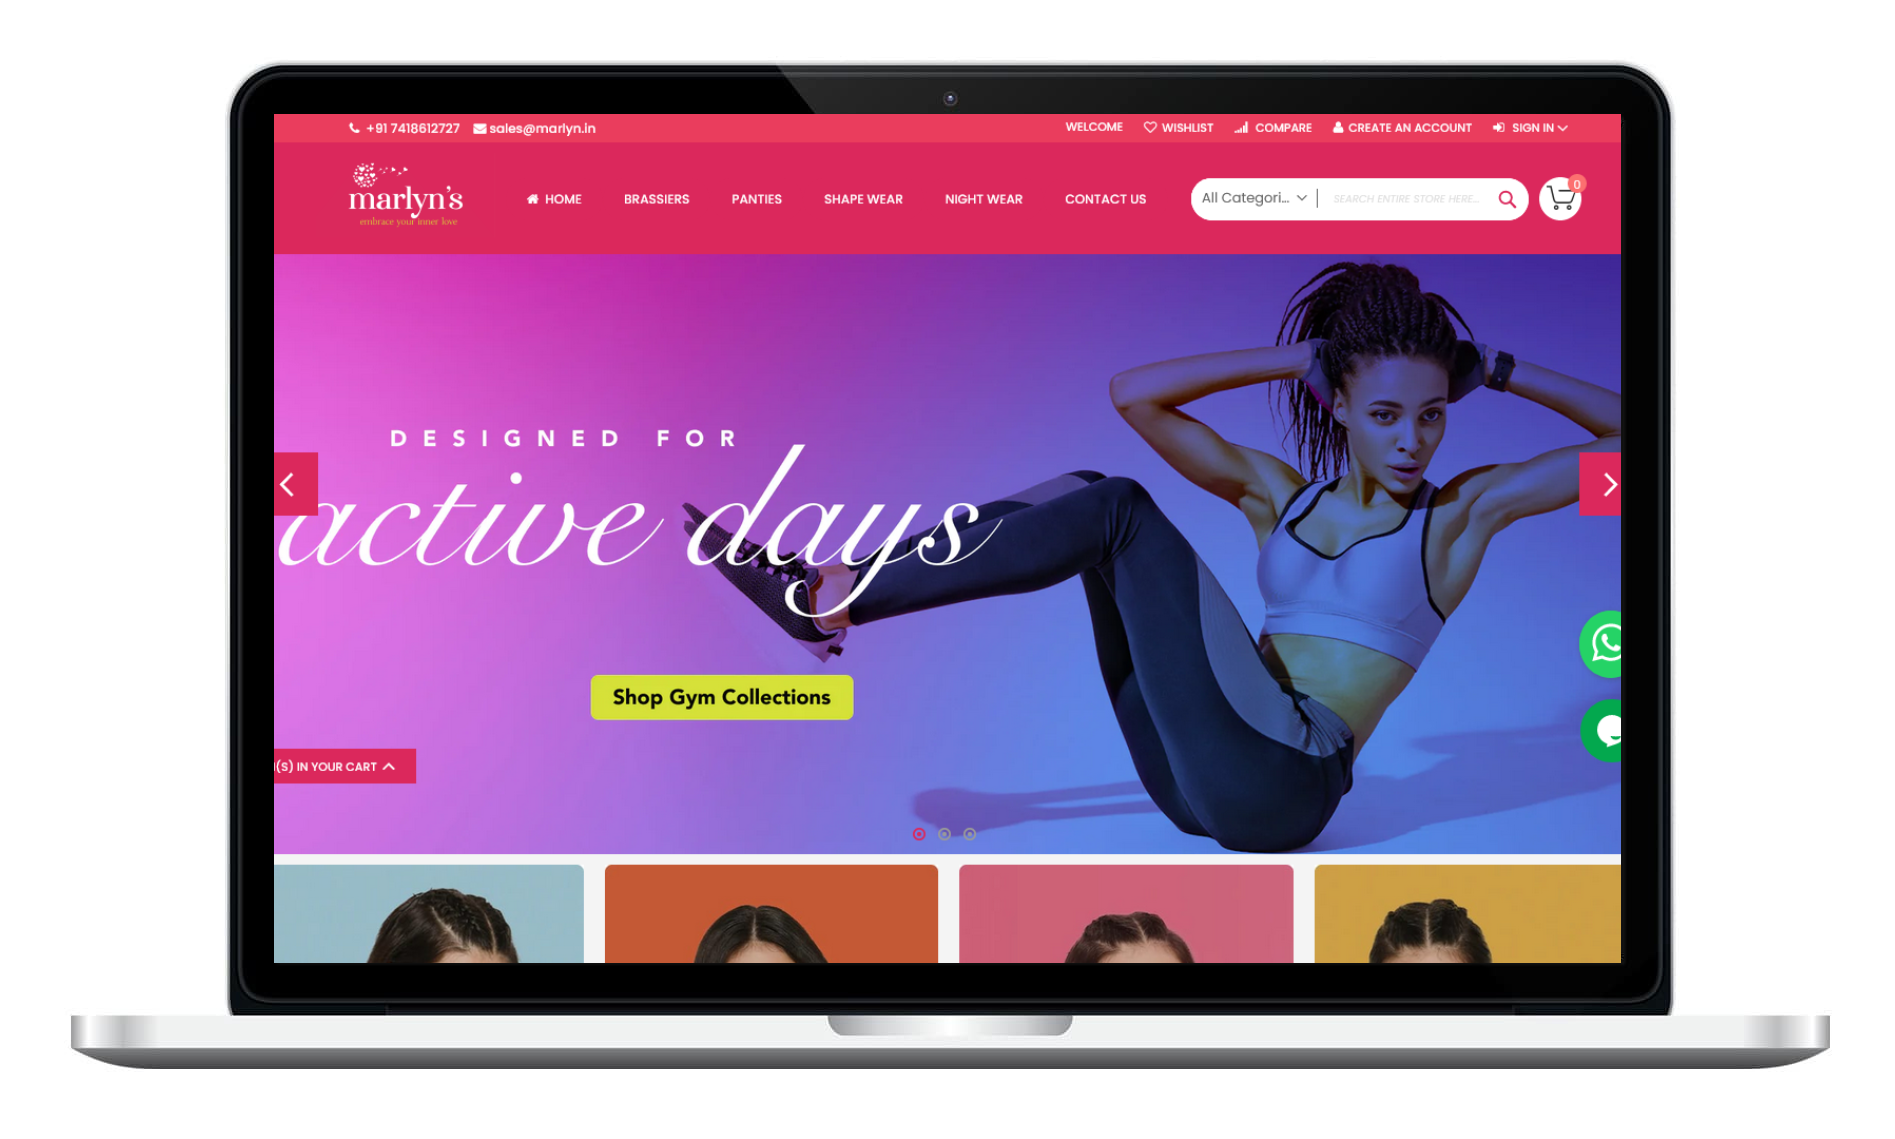 +91 7418612727 sales@marlyn.in WELCOME WISHLIST COMPARE CREATE AN ACCOUNT SIGN IN
marlyn's
embrace your inner love
HOME BRASSIERS PANTIES SHAPE WEAR NIGHT WEAR CONTACT US All Categori... SEARCH ENTIRE STORE HERE... 0
DESIGNED FOR
active days
Shop Gym Collections
(S) IN YOUR CART